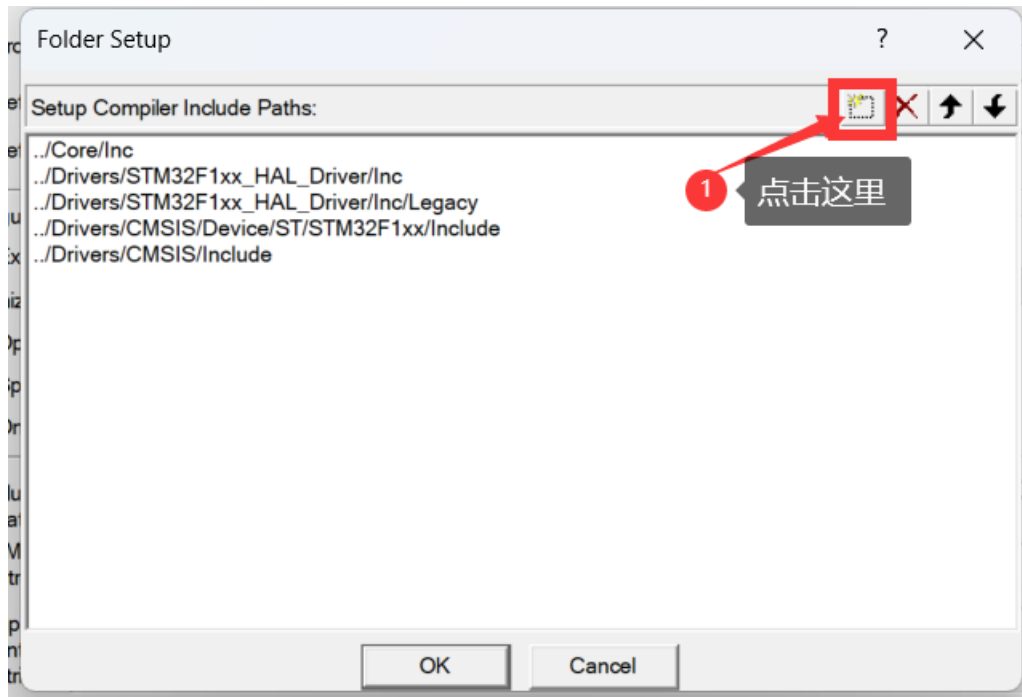 Folder Setup
Setup Compiler Include Paths:
../Core/Inc
../Drivers/STM32F1xx_HAL_Driver/Inc
../Drivers/STM32F1xx_HAL_Driver/Inc/Legacy
../Drivers/CMSIS/Device/ST/STM32F1xx/Include
../Drivers/CMSIS/Include
1 点击这里
OK Cancel